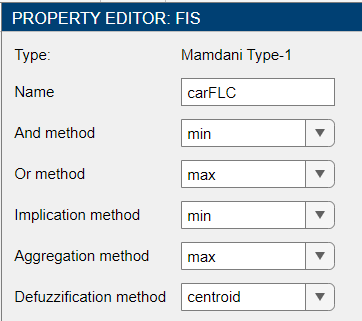 PROPERTY EDITOR: FIS
Type: Mamdani Type-1
Name carFLC
And method min
Or method max
Implication method min
Aggregation method max
Defuzzification method centroid